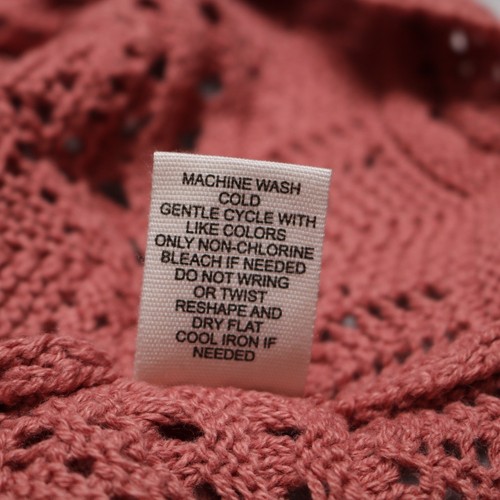 MACHINE WASH
COLD
GENTLE CYCLE WITH
LIKE COLORS
ONLY NON-CHLORINE
BLEACH IF NEEDED
DO NOT WRING
OR TWIST
RESHAPE AND
DRY FLAT
COOL IRON IF
NEEDED